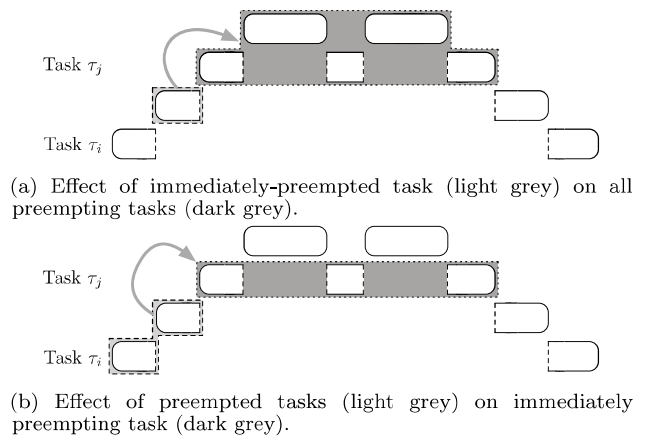 Task τj
Task τi
(a) Effect of immediately-preempted task (light grey) on all
preempting tasks (dark grey).
Task τj
Task τi
(b) Effect of preempted tasks (light grey) on immediately
preempting task (dark grey).